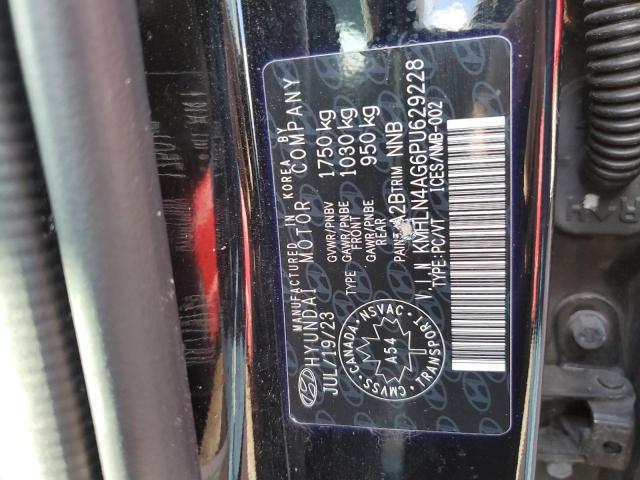 MANUFACTURED IN KOREA BY
HYUNDAI MOTOR COMPANY
JUL/19/23
GVWR/PNBV 1750 kg
TYPE GAWR/PNBE FRONT 1030 kg
GAWR/PNBE REAR 950 kg
PAINT A2B TRIM NNB
V.I.N KMHLN4AG6PU629228
TYPE:PC/VT ICES/NMB-002
CANADA · NSVAC · TRANSPORT · CMVSS
A54